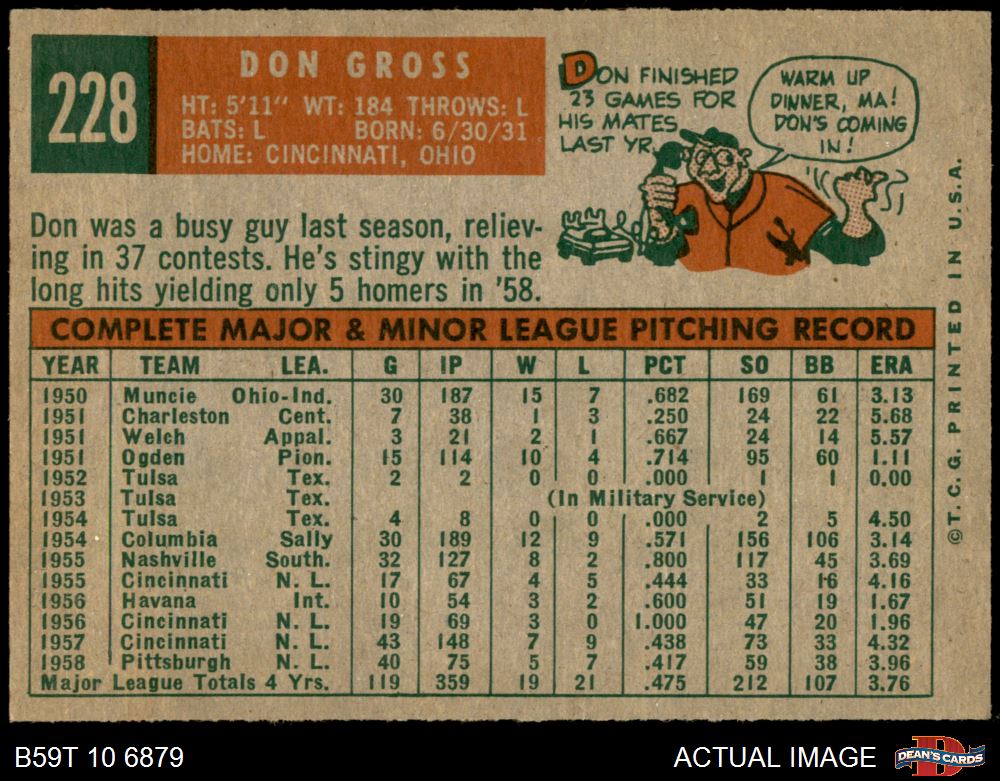 228
DON GROSS
HT: 5'11" WT: 184 THROWS: L
BATS: L BORN: 6/30/31
HOME: CINCINNATI, OHIO
DON FINISHED
23 GAMES FOR
HIS MATES
LAST YR.
WARM UP
DINNER, MA!
DON'S COMING
IN!
Don was a busy guy last season, reliev-
ing in 37 contests. He's stingy with the
long hits yielding only 5 homers in '58.
COMPLETE MAJOR & MINOR LEAGUE PITCHING RECORD
YEAR TEAM LEA. G IP W L PCT SO BB ERA
1950 Muncie Ohio-Ind. 30 187 15 7 .682 169 61 3.13
1951 Charleston Cent. 7 38 1 3 .250 24 22 5.68
1951 Welch Appal. 3 21 2 1 .667 24 14 5.57
1951 Ogden Pion. 15 114 10 4 .714 95 60 1.11
1952 Tulsa Tex. 2 2 0 0 .000 1 1 0.00
1953 Tulsa Tex. (In Military Service)
1954 Tulsa Tex. 4 8 0 0 .000 2 5 4.50
1954 Columbia Sally 30 189 12 9 .571 156 106 3.14
1955 Nashville South. 32 127 8 2 .800 117 45 3.69
1955 Cincinnati N. L. 17 67 4 5 .444 33 16 4.16
1956 Havana Int. 10 54 3 2 .600 51 19 1.67
1956 Cincinnati N. L. 19 69 3 0 1.000 47 20 1.96
1957 Cincinnati N. L. 43 148 7 9 .438 73 33 4.32
1958 Pittsburgh N. L. 40 75 5 7 .417 59 38 3.96
Major League Totals 4 Yrs. 119 359 19 21 .475 212 107 3.76
© T. C. G. PRINTED IN U.S.A.
B59T 10 6879
ACTUAL IMAGE
D
DEAN'S CARDS